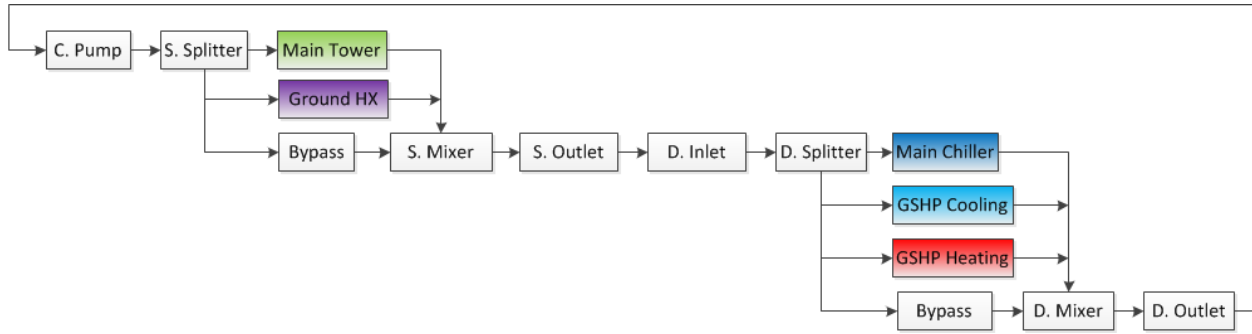 C. Pump
S. Splitter
Main Tower
Ground HX
Bypass
S. Mixer
S. Outlet
D. Inlet
D. Splitter
Main Chiller
GSHP Cooling
GSHP Heating
Bypass
D. Mixer
D. Outlet